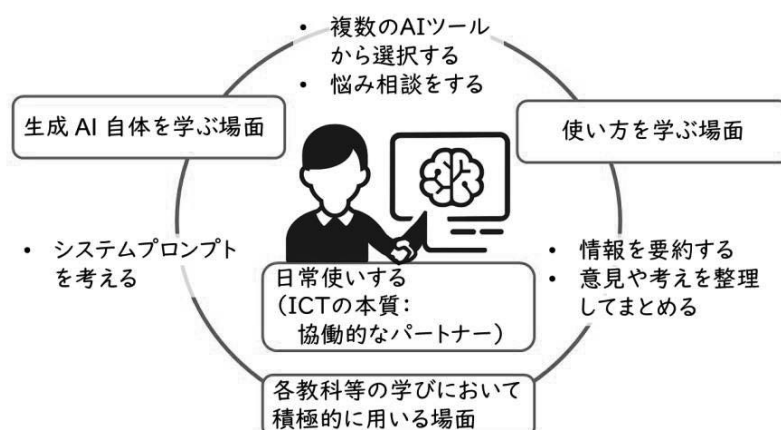 • 複数のAIツール
から選択する
• 悩み相談をする
生成 AI 自体を学ぶ場面
使い方を学ぶ場面
• システムプロンプト
を考える
• 情報を要約する
• 意見や考えを整理
してまとめる
日常使いする
（ICTの本質：
協働的なパートナー）
各教科等の学びにおいて
積極的に用いる場面